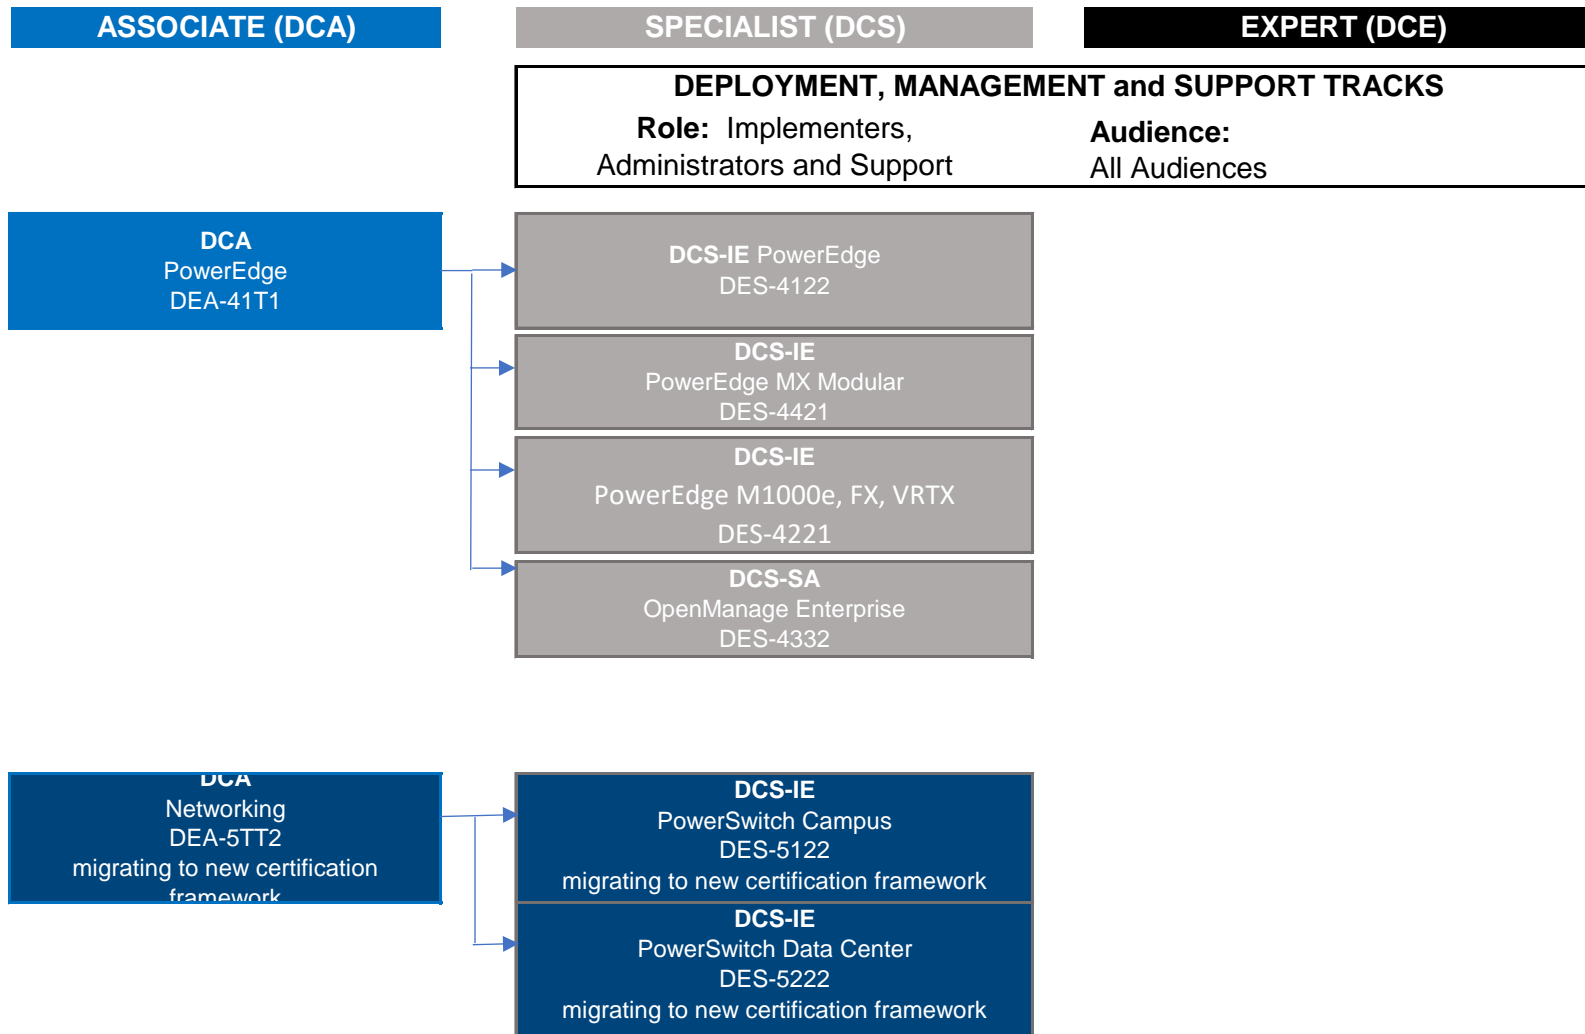 ASSOCIATE (DCA)
SPECIALIST (DCS)
EXPERT (DCE)
DEPLOYMENT, MANAGEMENT and SUPPORT TRACKS
Role: Implementers,
Administrators and Support
Audience:
All Audiences
DCA
PowerEdge
DEA-41T1
DCS-IE PowerEdge
DES-4122
DCS-IE
PowerEdge MX Modular
DES-4421
DCS-IE
PowerEdge M1000e, FX, VRTX
DES-4221
DCS-SA
OpenManage Enterprise
DES-4332
DCA
Networking
DEA-5TT2
migrating to new certification
framework
DCS-IE
PowerSwitch Campus
DES-5122
migrating to new certification framework
DCS-IE
PowerSwitch Data Center
DES-5222
migrating to new certification framework